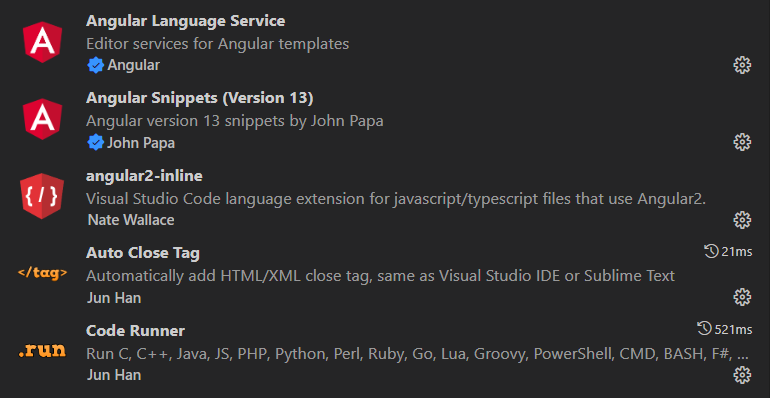 Angular Language Service
Editor services for Angular templates
Angular
Angular Snippets (Version 13)
Angular version 13 snippets by John Papa
John Papa
angular2-inline
Visual Studio Code language extension for javascript/typescript files that use Angular2.
Nate Wallace
</tag>
Auto Close Tag
21ms
Automatically add HTML/XML close tag, same as Visual Studio IDE or Sublime Text
Jun Han
.run
Code Runner
521ms
Run C, C++, Java, JS, PHP, Python, Perl, Ruby, Go, Lua, Groovy, PowerShell, CMD, BASH, F#, ...
Jun Han